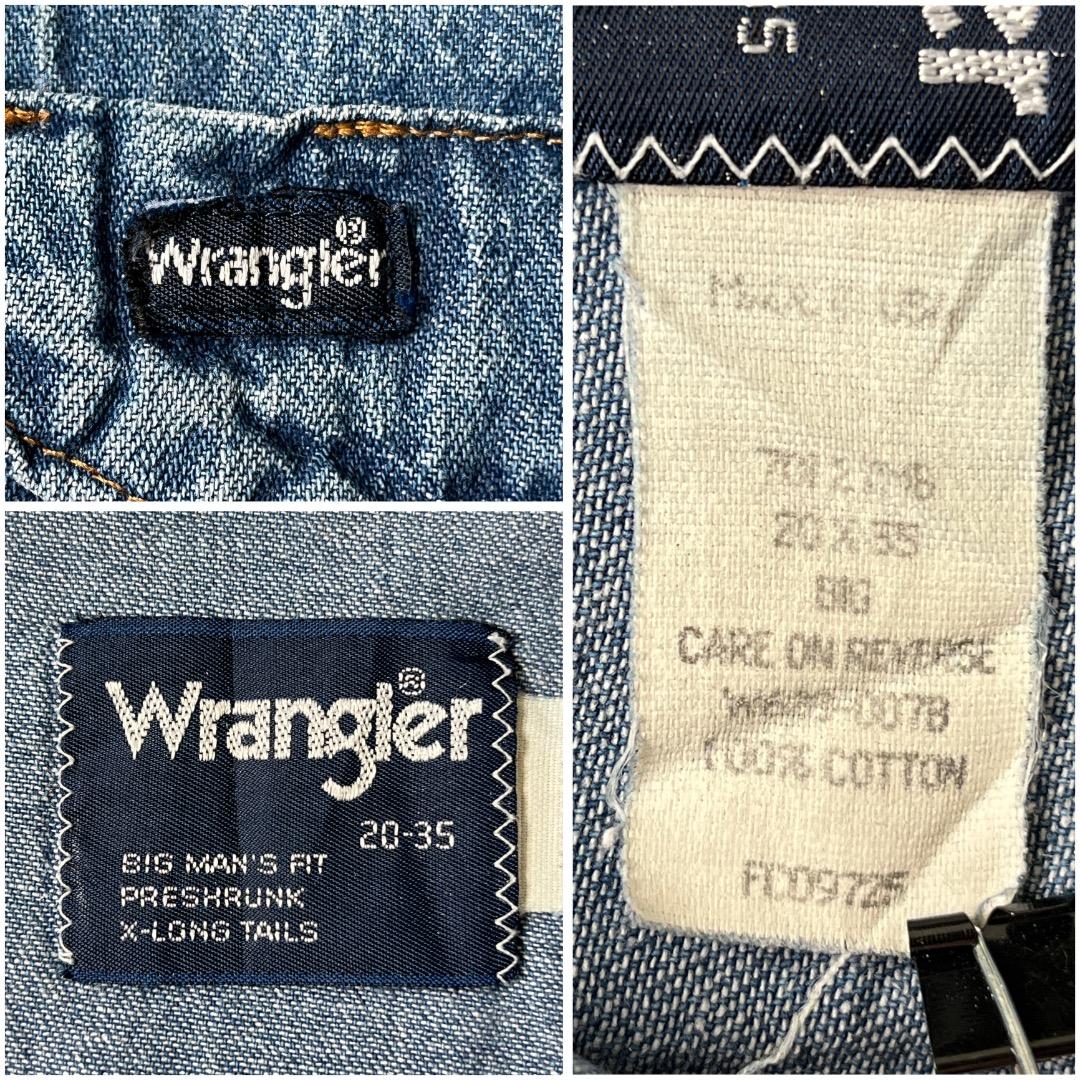 Wrangler®
Wrangler®
20-35
BIG MAN'S FIT
PRESHRUNK
X-LONG TAILS
20 X 35
BIG
CARE ON REVERSE
100% COTTON